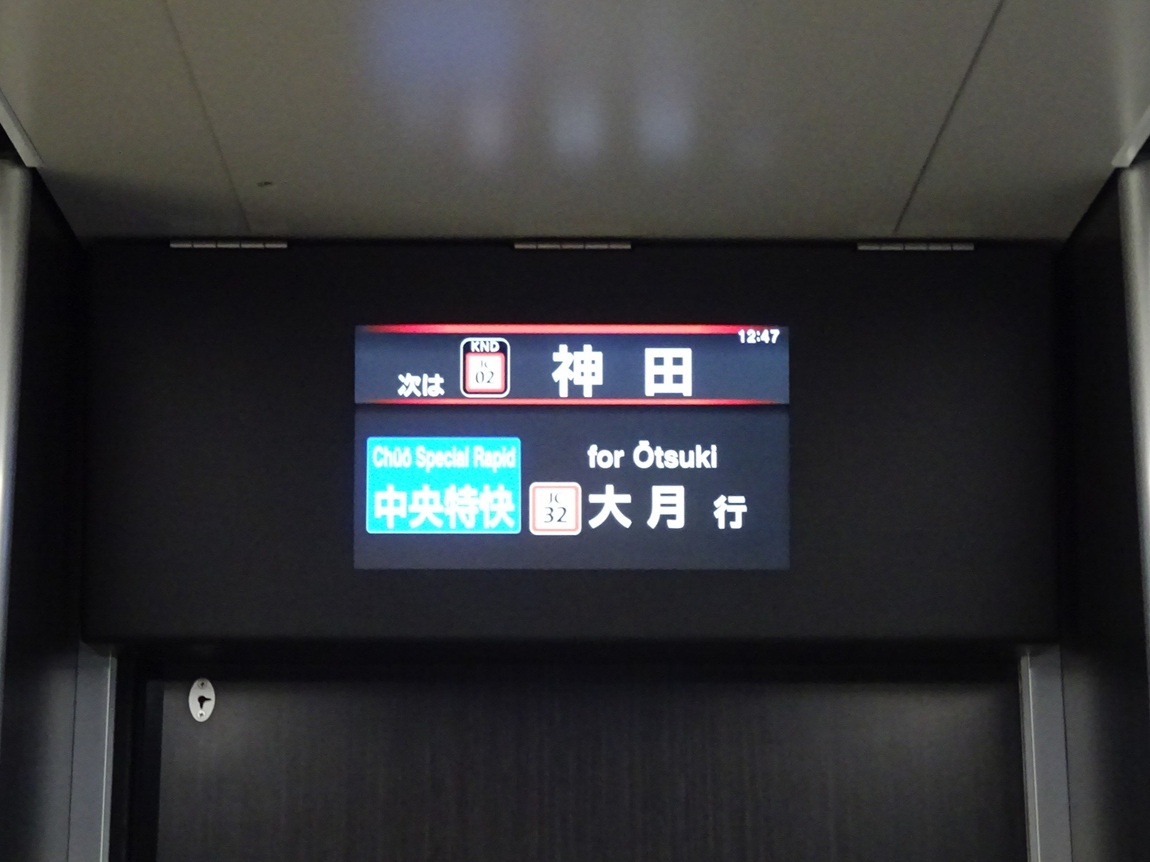 12:47
次は KND JC 02 神田
Chūō Special Rapid
中央特快
for Ōtsuki
JC 32 大月 行